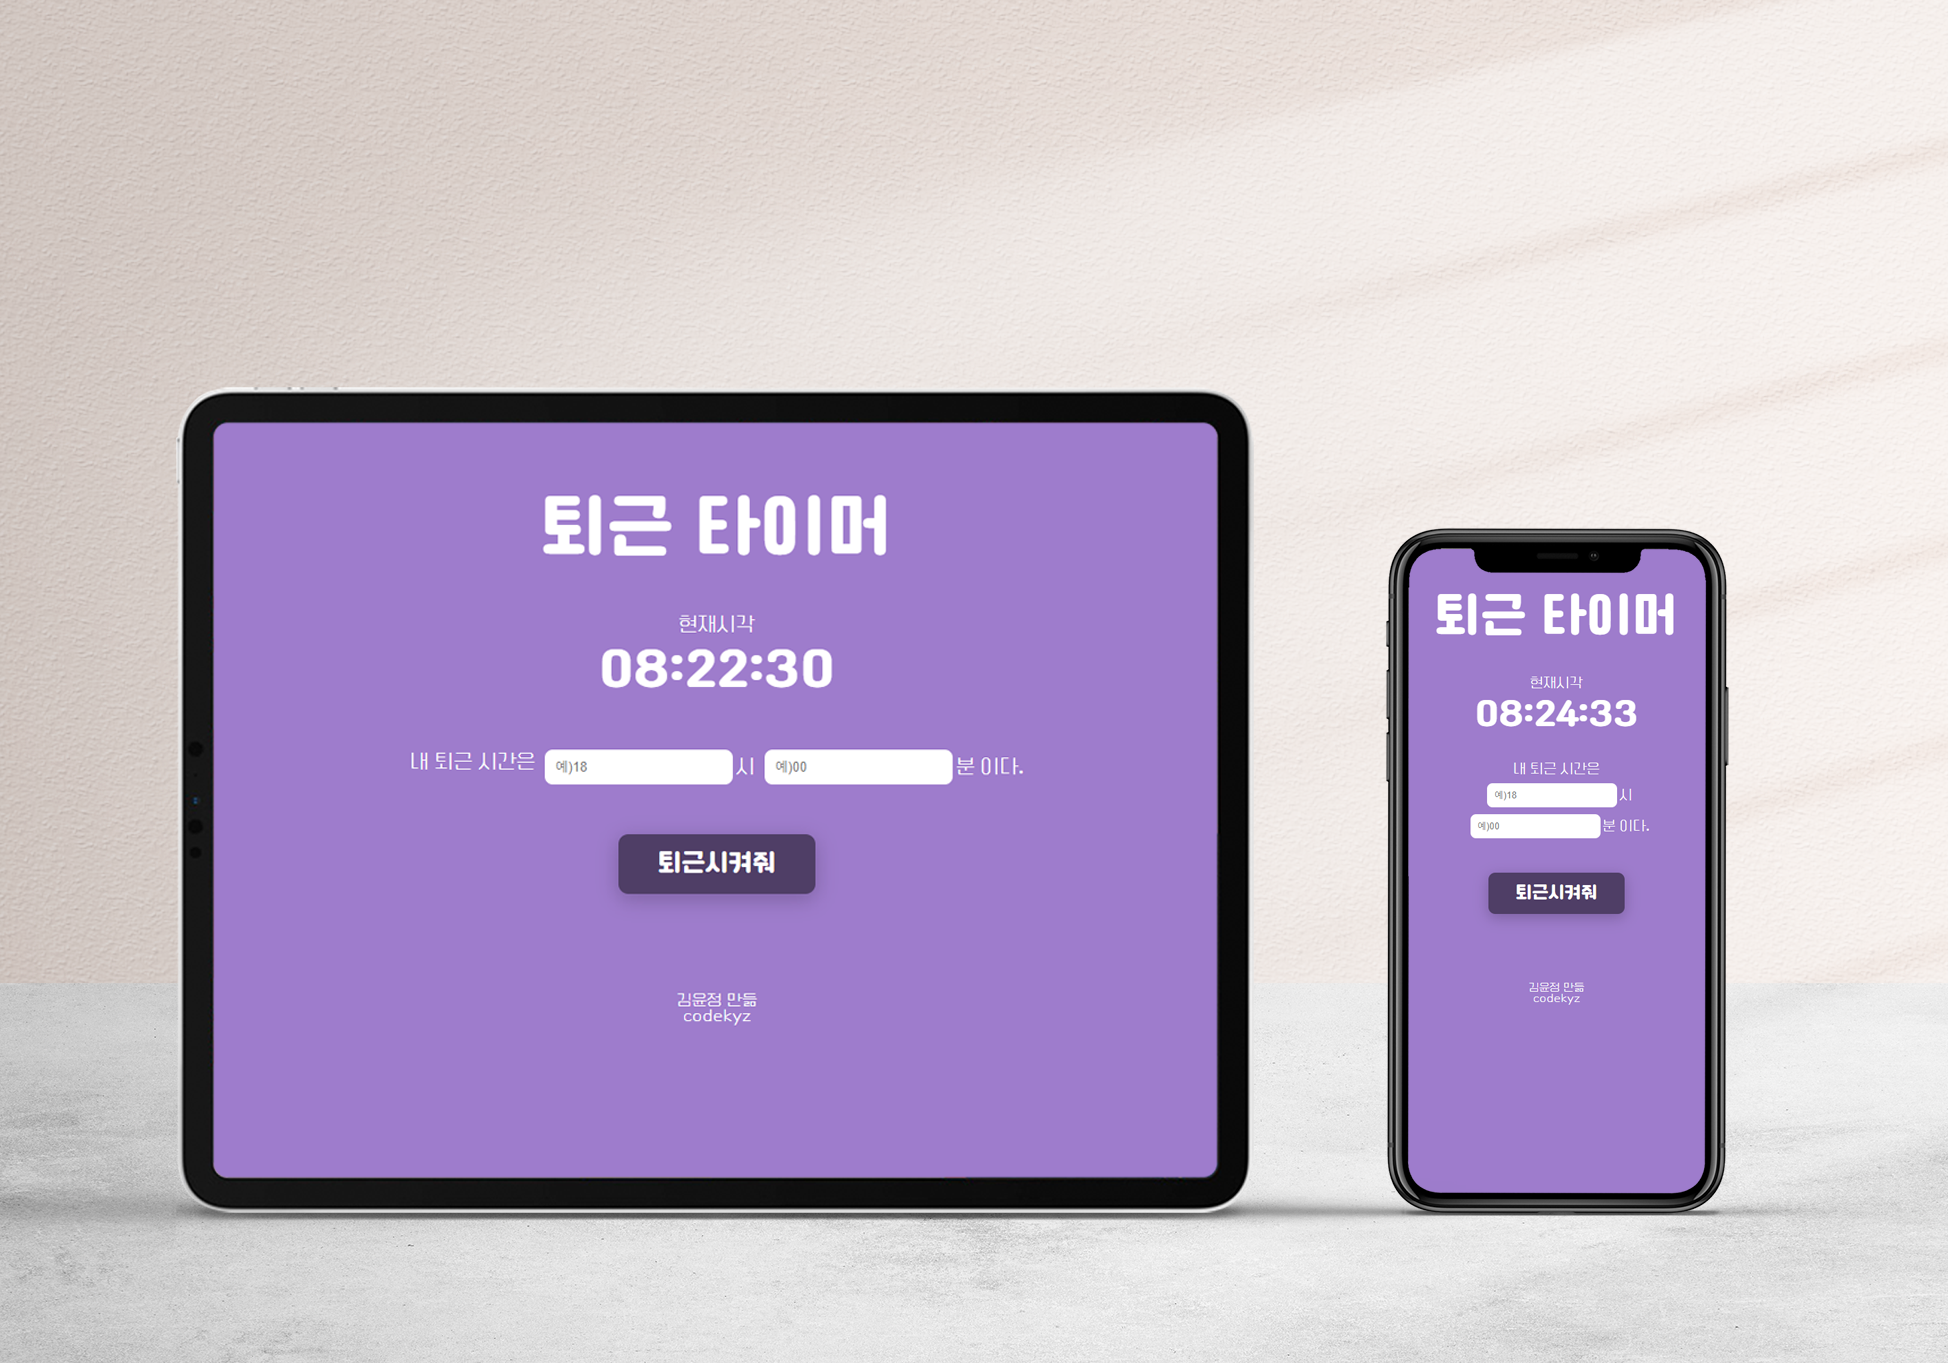 퇴근 타이머
현재시각
08:22:30
내 퇴근 시간은 예)18 시 예)00 분 이다.
퇴근시켜줘
김윤정 만듦
codekyz
퇴근 타이머
현재시각
08:24:33
내 퇴근 시간은
예)18 시
예)00 분 이다.
퇴근시켜줘
김윤정 만듦
codekyz